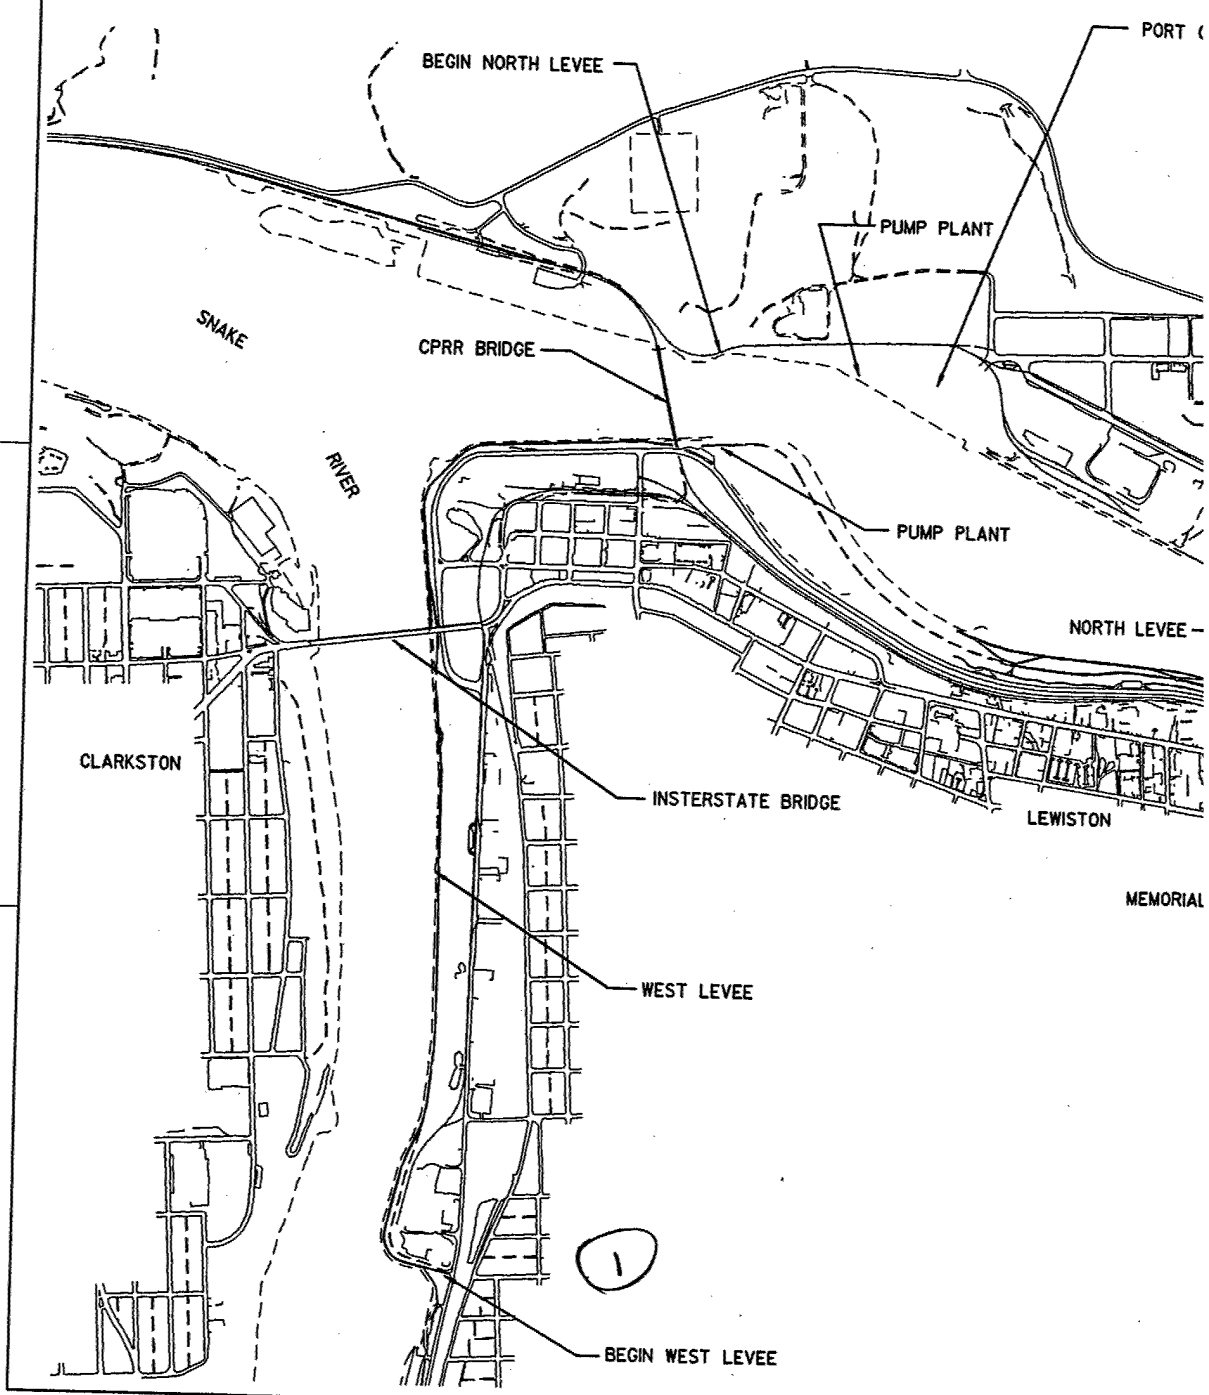 PORT
BEGIN NORTH LEVEE
PUMP PLANT
SNAKE
CPRR BRIDGE
RIVER
PUMP PLANT
NORTH LEVEE
CLARKSTON
INSTERSTATE BRIDGE
LEWISTON
MEMORIAL
WEST LEVEE
1
BEGIN WEST LEVEE